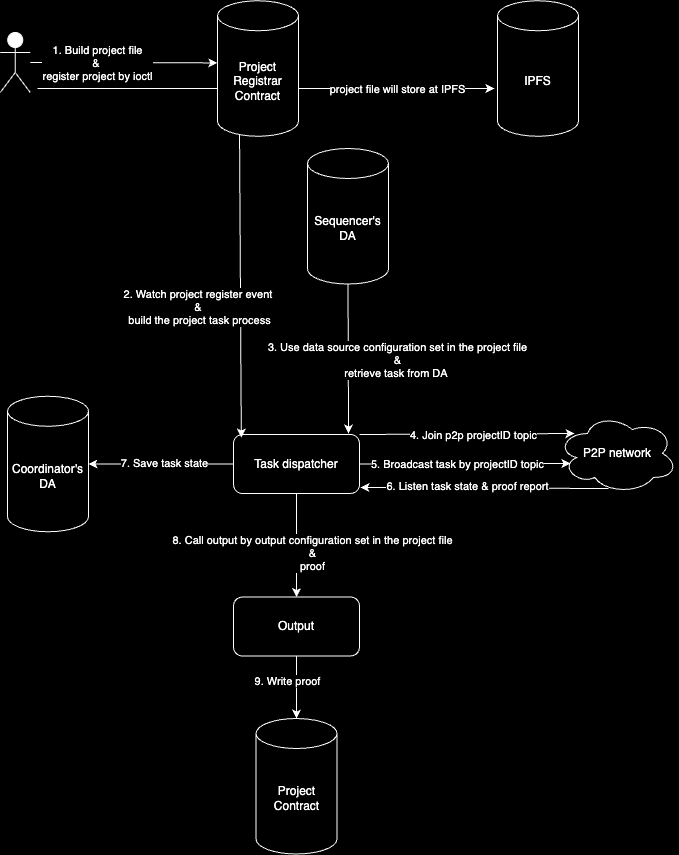 1. Build project file
&
register project by ioctl
Project
Registrar
Contract
project file will store at IPFS
IPFS
Sequencer's
DA
2. Watch project register event
&
build the project task process
3. Use data source configuration set in the project file
&
retrieve task from DA
Coordinator's
DA
7. Save task state
Task dispatcher
4. Join p2p projectID topic
5. Broadcast task by projectID topic
6. Listen task state & proof report
P2P network
8. Call output by output configuration set in the project file
&
proof
Output
9. Write proof
Project
Contract